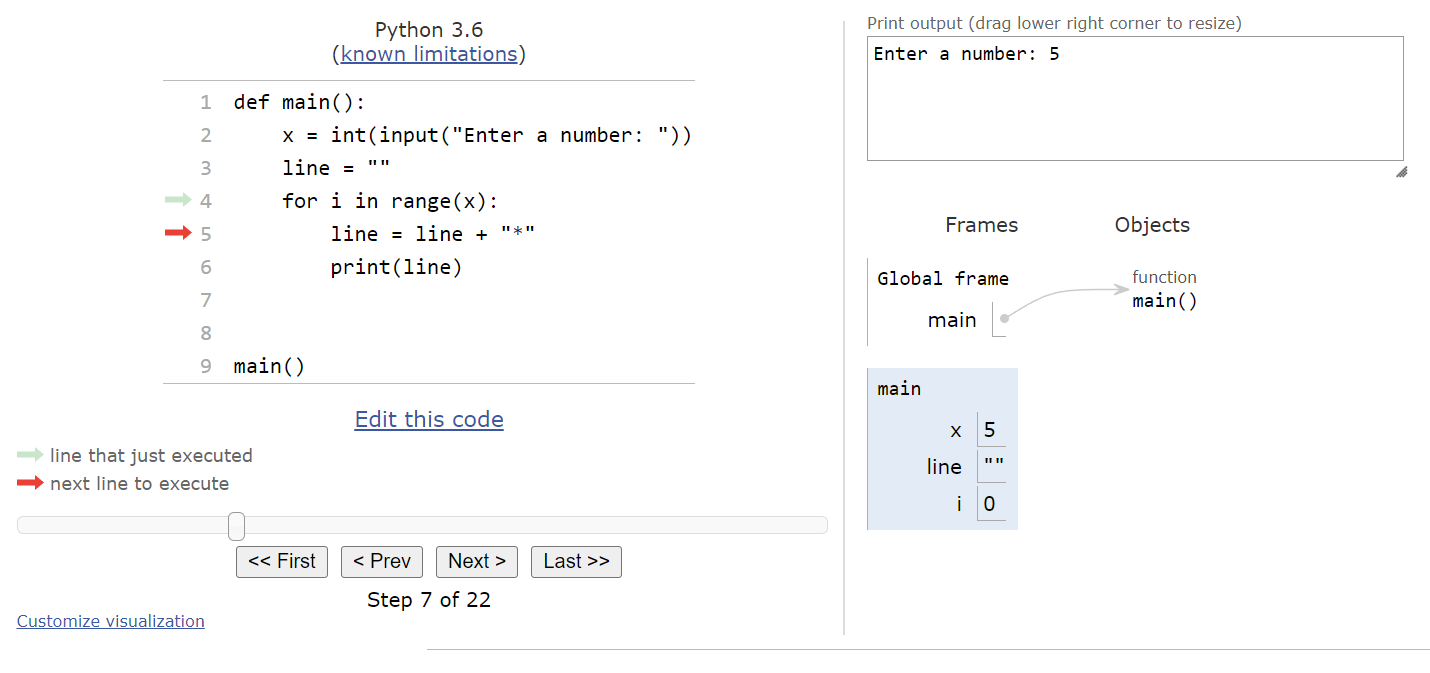 Python 3.6
(known limitations)
1 def main():
2     x = int(input("Enter a number: "))
3     line = ""
4     for i in range(x):
5         line = line + "*"
6         print(line)
7
8
9 main()
Edit this code
line that just executed
next line to execute
<< First < Prev Next > Last >>
Step 7 of 22
Customize visualization
Print output (drag lower right corner to resize)
Enter a number: 5
Frames Objects
Global frame
main
function
main()
main
x 5
line ""
i 0